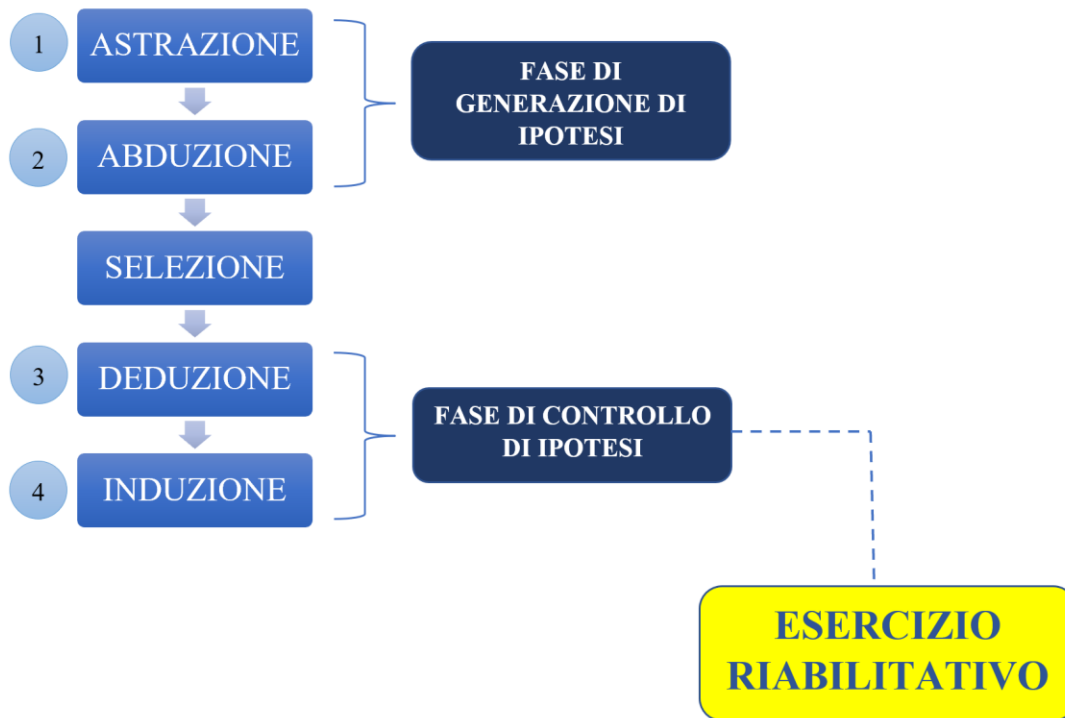 1
ASTRAZIONE
FASE DI
GENERAZIONE DI
IPOTESI
2
ABDUZIONE
SELEZIONE
3
DEDUZIONE
FASE DI CONTROLLO
DI IPOTESI
4
INDUZIONE
ESERCIZIO
RIABILITATIVO